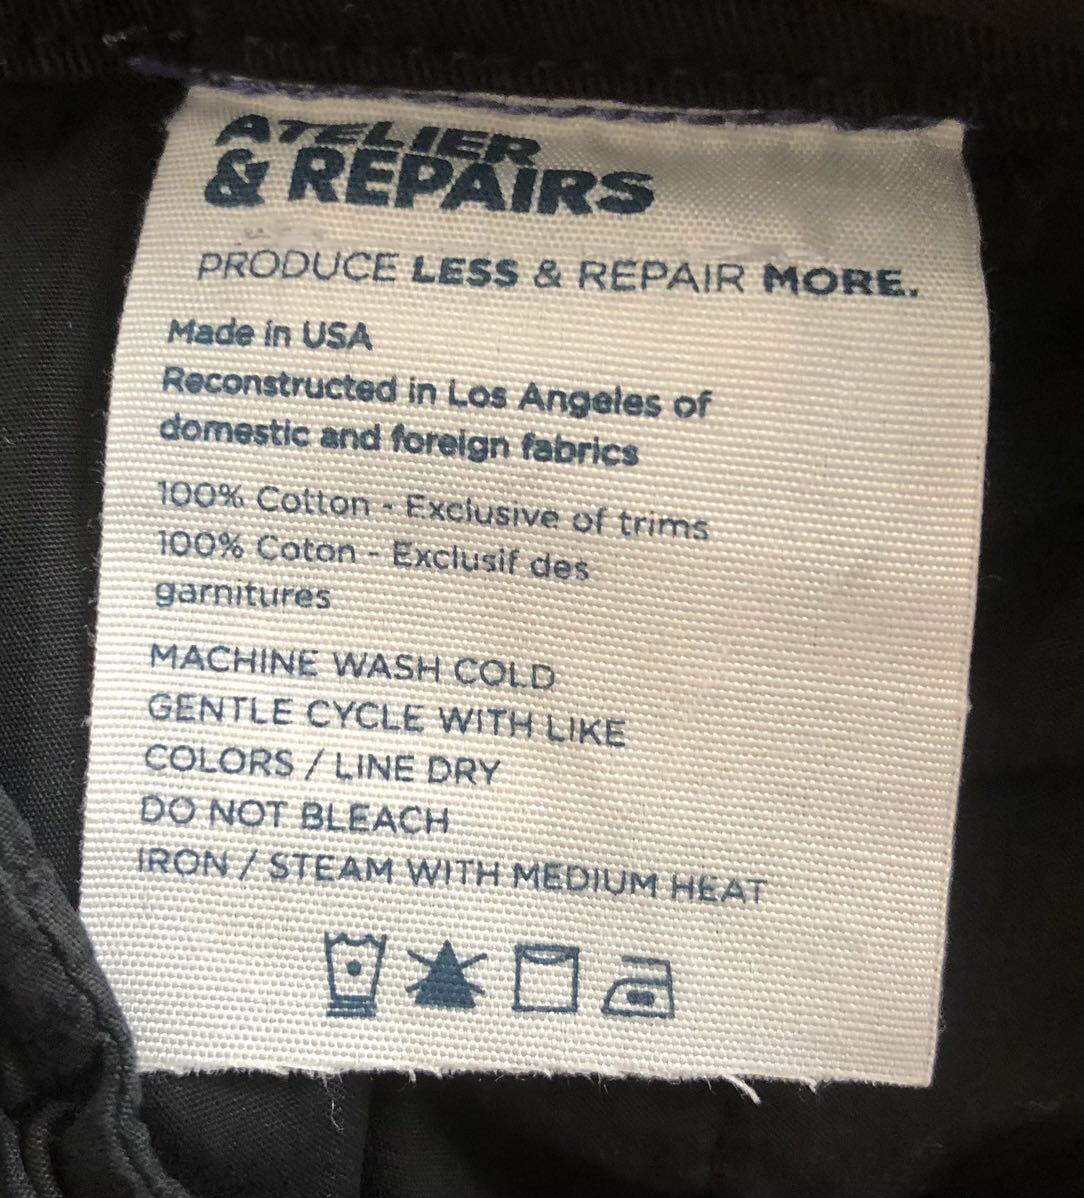 ATELIER
& REPAIRS
PRODUCE LESS & REPAIR MORE.
Made in USA
Reconstructed in Los Angeles of
domestic and foreign fabrics
100% Cotton - Exclusive of trims
100% Coton - Exclusif des
garnitures
MACHINE WASH COLD
GENTLE CYCLE WITH LIKE
COLORS / LINE DRY
DO NOT BLEACH
IRON / STEAM WITH MEDIUM HEAT